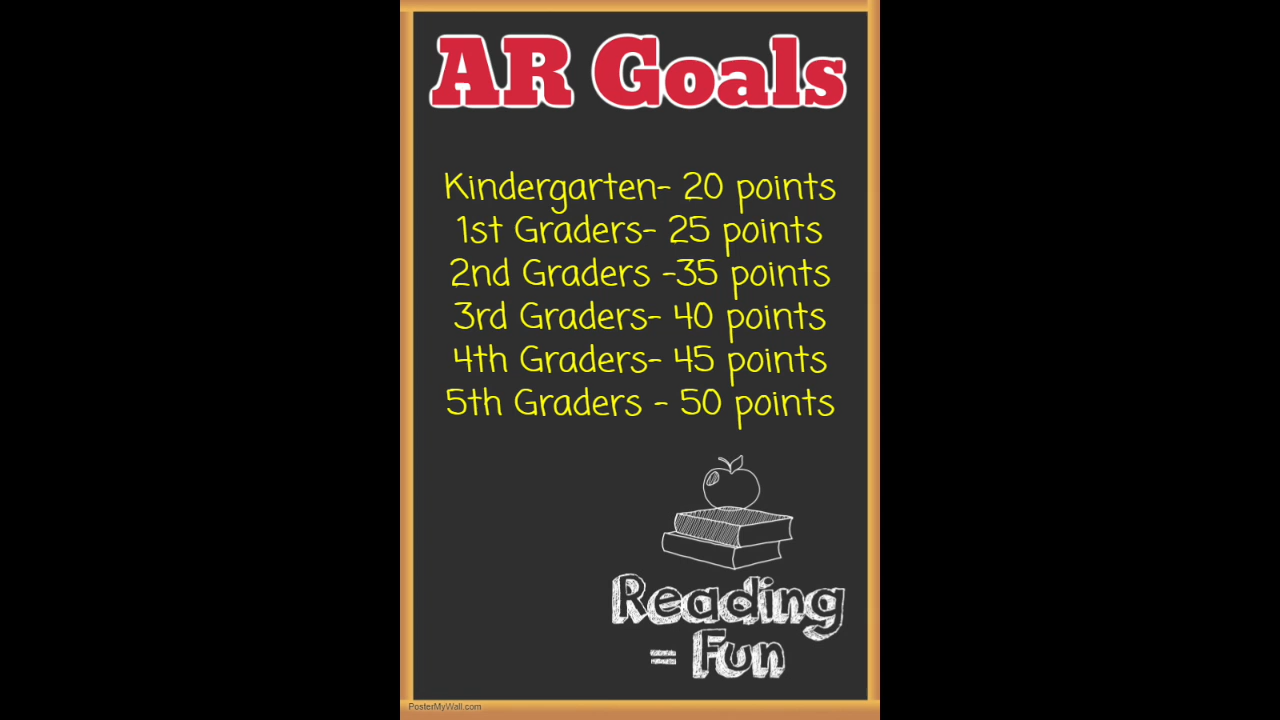 AR Goals
Kindergarten- 20 points
1st Graders- 25 points
2nd Graders -35 points
3rd Graders- 40 points
4th Graders- 45 points
5th Graders - 50 points
Reading
= Fun
PosterMyWall.com